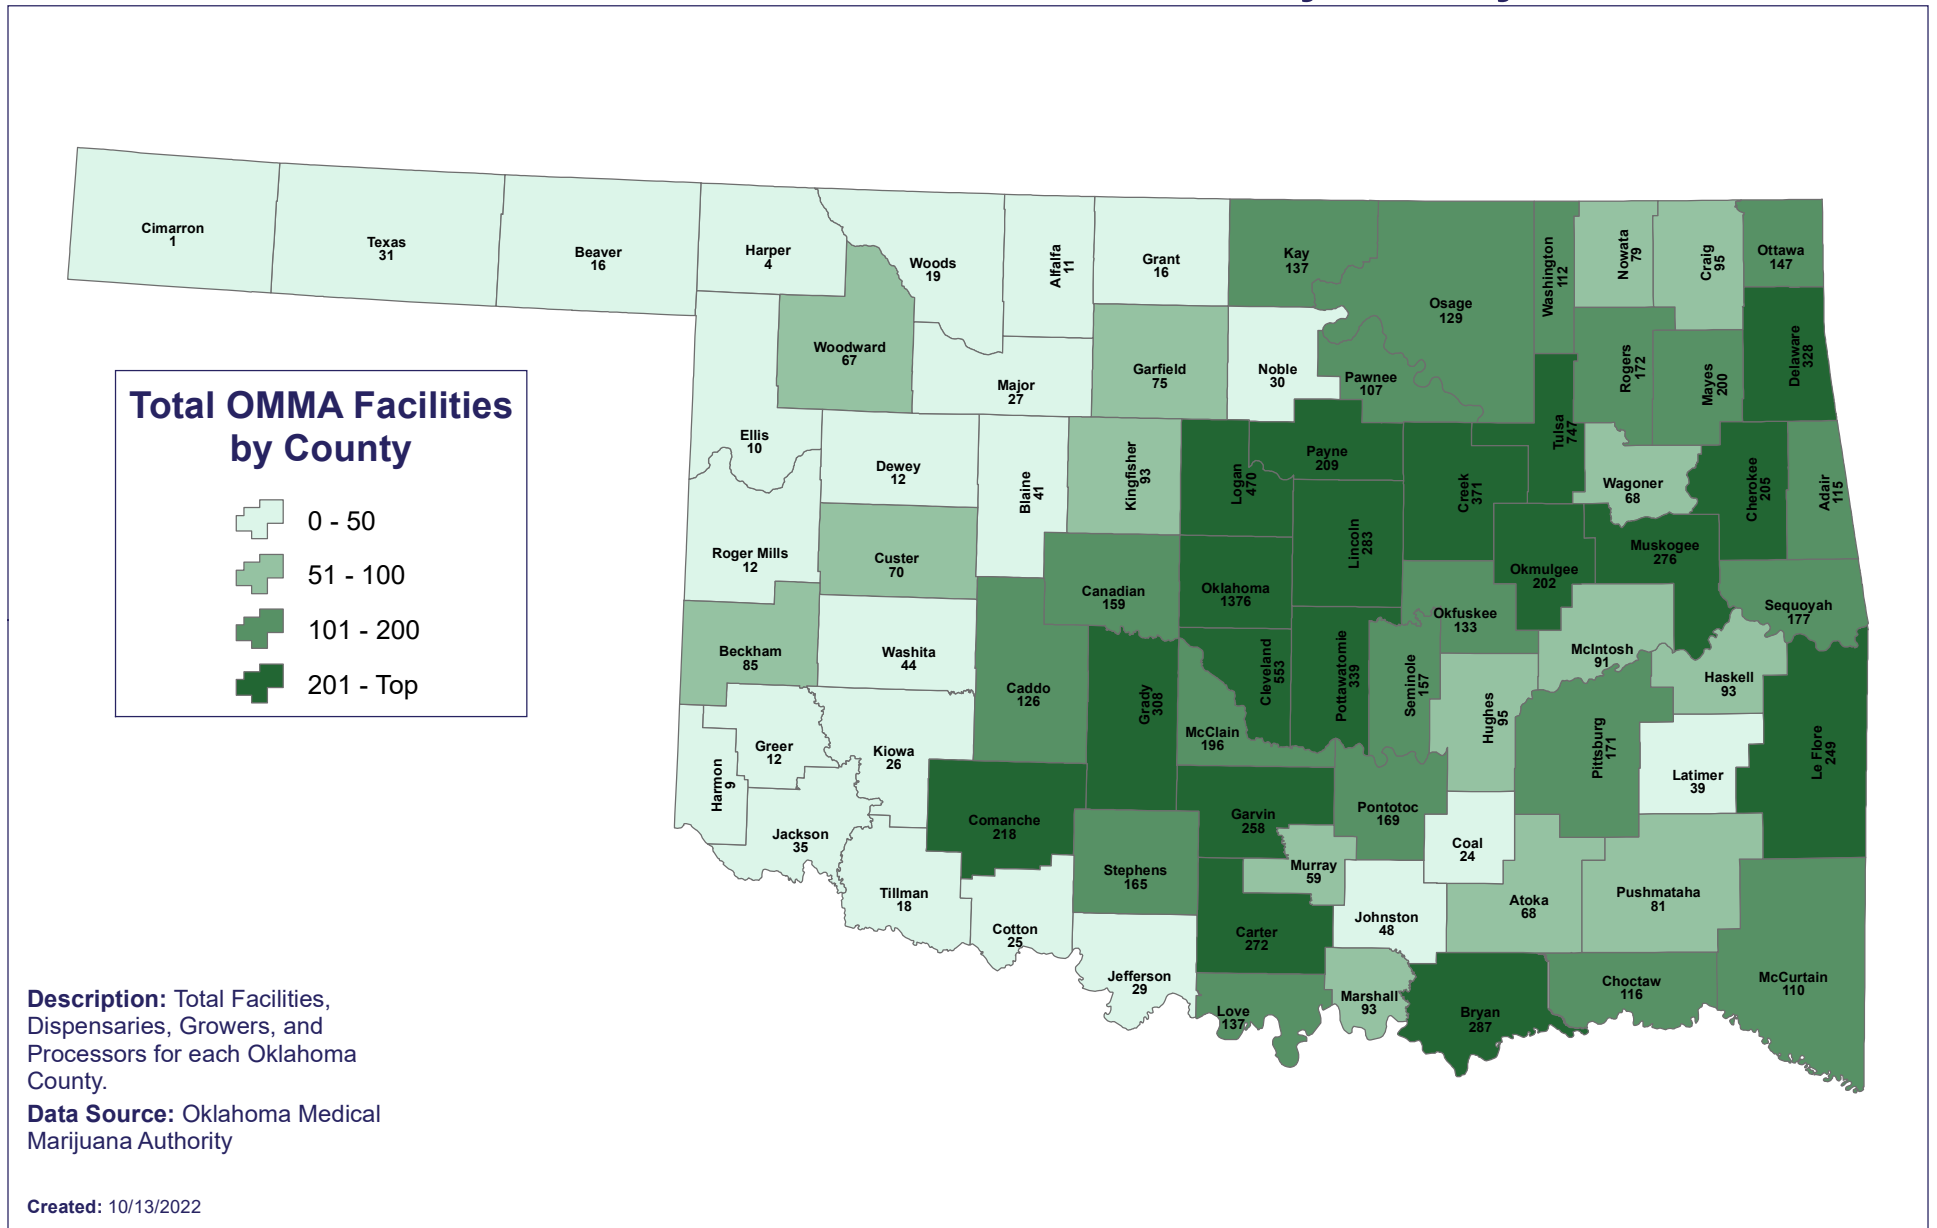 Cimarron
1
Texas
31
Beaver
16
Harper
4
Woods
19
Alfalfa
11
Grant
16
Kay
137
Osage
129
Washington
112
Nowata
79
Craig
95
Ottawa
147
Woodward
67
Major
27
Garfield
75
Noble
30
Pawnee
107
Rogers
172
Mayes
200
Delaware
328
Total OMMA Facilities
by County
0 - 50
51 - 100
101 - 200
201 - Top
Ellis
10
Dewey
12
Blaine
41
Kingfisher
93
Logan
470
Payne
209
Creek
371
Tulsa
747
Wagoner
68
Cherokee
205
Adair
115
Roger Mills
12
Custer
70
Canadian
159
Oklahoma
1376
Lincoln
283
Okmulgee
202
Muskogee
276
Okfuskee
133
Sequoyah
177
Beckham
85
Washita
44
Caddo
126
Grady
308
McClain
196
Cleveland
553
Pottawatomie
339
Seminole
157
Hughes
95
McIntosh
91
Haskell
93
Pittsburg
171
Latimer
39
Le Flore
249
Harmon
9
Greer
12
Kiowa
26
Jackson
35
Comanche
218
Stephens
165
Garvin
258
Murray
59
Pontotoc
169
Coal
24
Tillman
18
Cotton
25
Jefferson
29
Carter
272
Johnston
48
Atoka
68
Pushmataha
81
Love
137
Marshall
93
Bryan
287
Choctaw
116
McCurtain
110
Description: Total Facilities,
Dispensaries, Growers, and
Processors for each Oklahoma
County.
Data Source: Oklahoma Medical
Marijuana Authority
Created: 10/13/2022